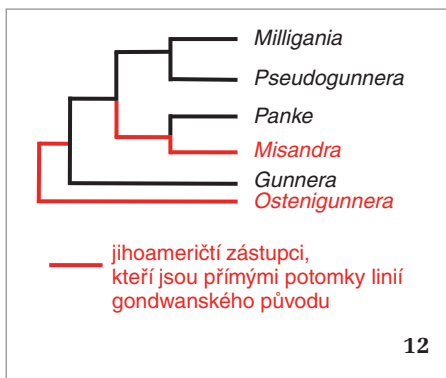 Milligania
Pseudogunnera
Panke
Misandra
Gunnera
Ostenigunnera
jihoameričtí zástupci,
kteří jsou přímými potomky linií
gondwanského původu
12